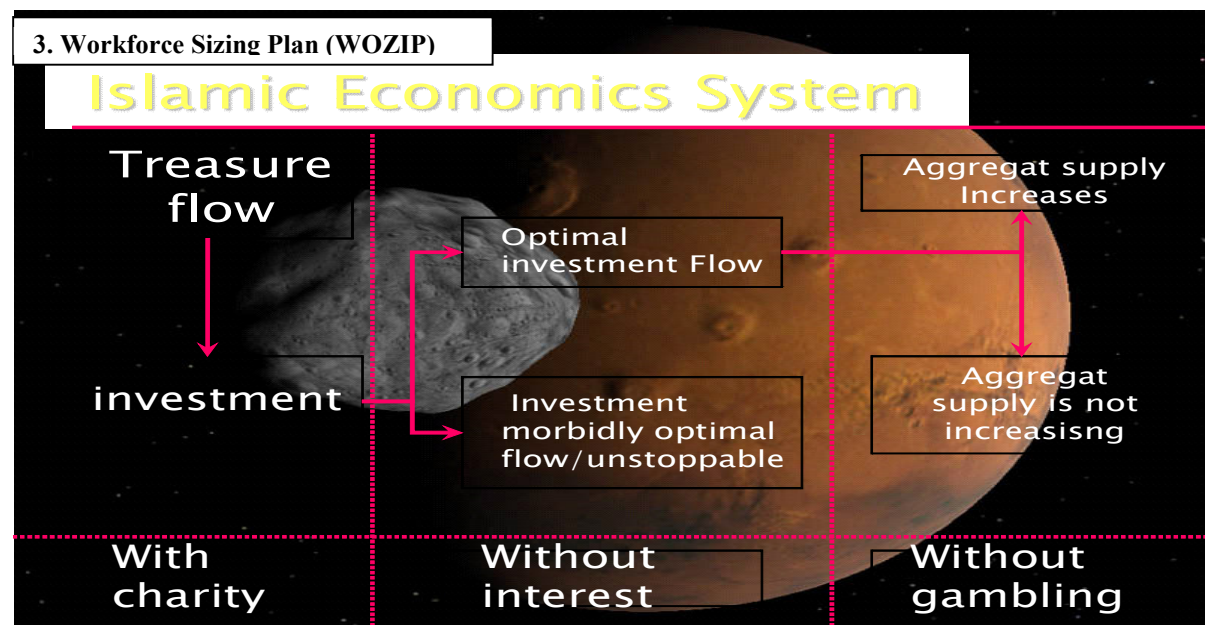 3. Workforce Sizing Plan (WOZIP)
Islamic Economics System
Treasure
flow
investment
Optimal
investment Flow
Investment
morbidly optimal
flow/unstoppable
Aggregat supply
Increases
Aggregat
supply is not
increasisng
With
charity
Without
interest
Without
gambling